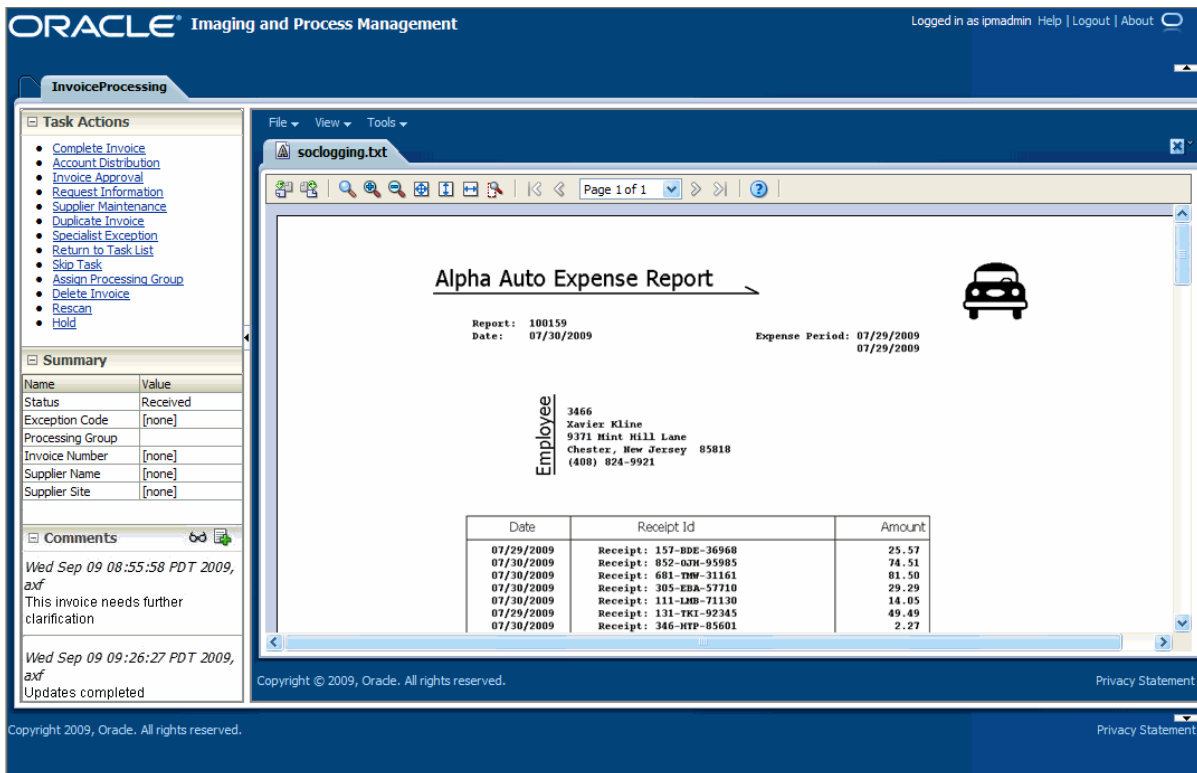 ORACLE® Imaging and Process Management
Logged in as ipmadmin Help | Logout | About
InvoiceProcessing
Task Actions
Complete Invoice
Account Distribution
Invoice Approval
Request Information
Supplier Maintenance
Duplicate Invoice
Specialist Exception
Return to Task List
Skip Task
Assign Processing Group
Delete Invoice
Rescan
Hold
Summary
Name Value
Status Received
Exception Code [none]
Processing Group
Invoice Number [none]
Supplier Name [none]
Supplier Site [none]
Comments
Wed Sep 09 08:55:58 PDT 2009,
axf
This invoice needs further
clarification
Wed Sep 09 09:26:27 PDT 2009,
axf
Updates completed
File View Tools
soclogging.txt
Page 1 of 1
Alpha Auto Expense Report
Report: 100159
Date: 07/30/2009
Expense Period: 07/29/2009
07/29/2009
Employee
3466
Xavier Kline
9371 Mint Hill Lane
Chester, New Jersey 85818
(408) 824-9921
Date Receipt Id Amount
07/29/2009 Receipt: 157-BDE-36968 25.57
07/30/2009 Receipt: 852-OJH-95985 74.51
07/30/2009 Receipt: 681-TMW-31161 81.50
07/30/2009 Receipt: 305-EBA-57710 29.29
07/30/2009 Receipt: 111-LMB-71130 14.05
07/29/2009 Receipt: 131-TKI-92345 49.49
07/30/2009 Receipt: 346-HTP-85601 2.27
Copyright © 2009, Oracle. All rights reserved.
Privacy Statement
Copyright 2009, Oracle. All rights reserved.
Privacy Statement